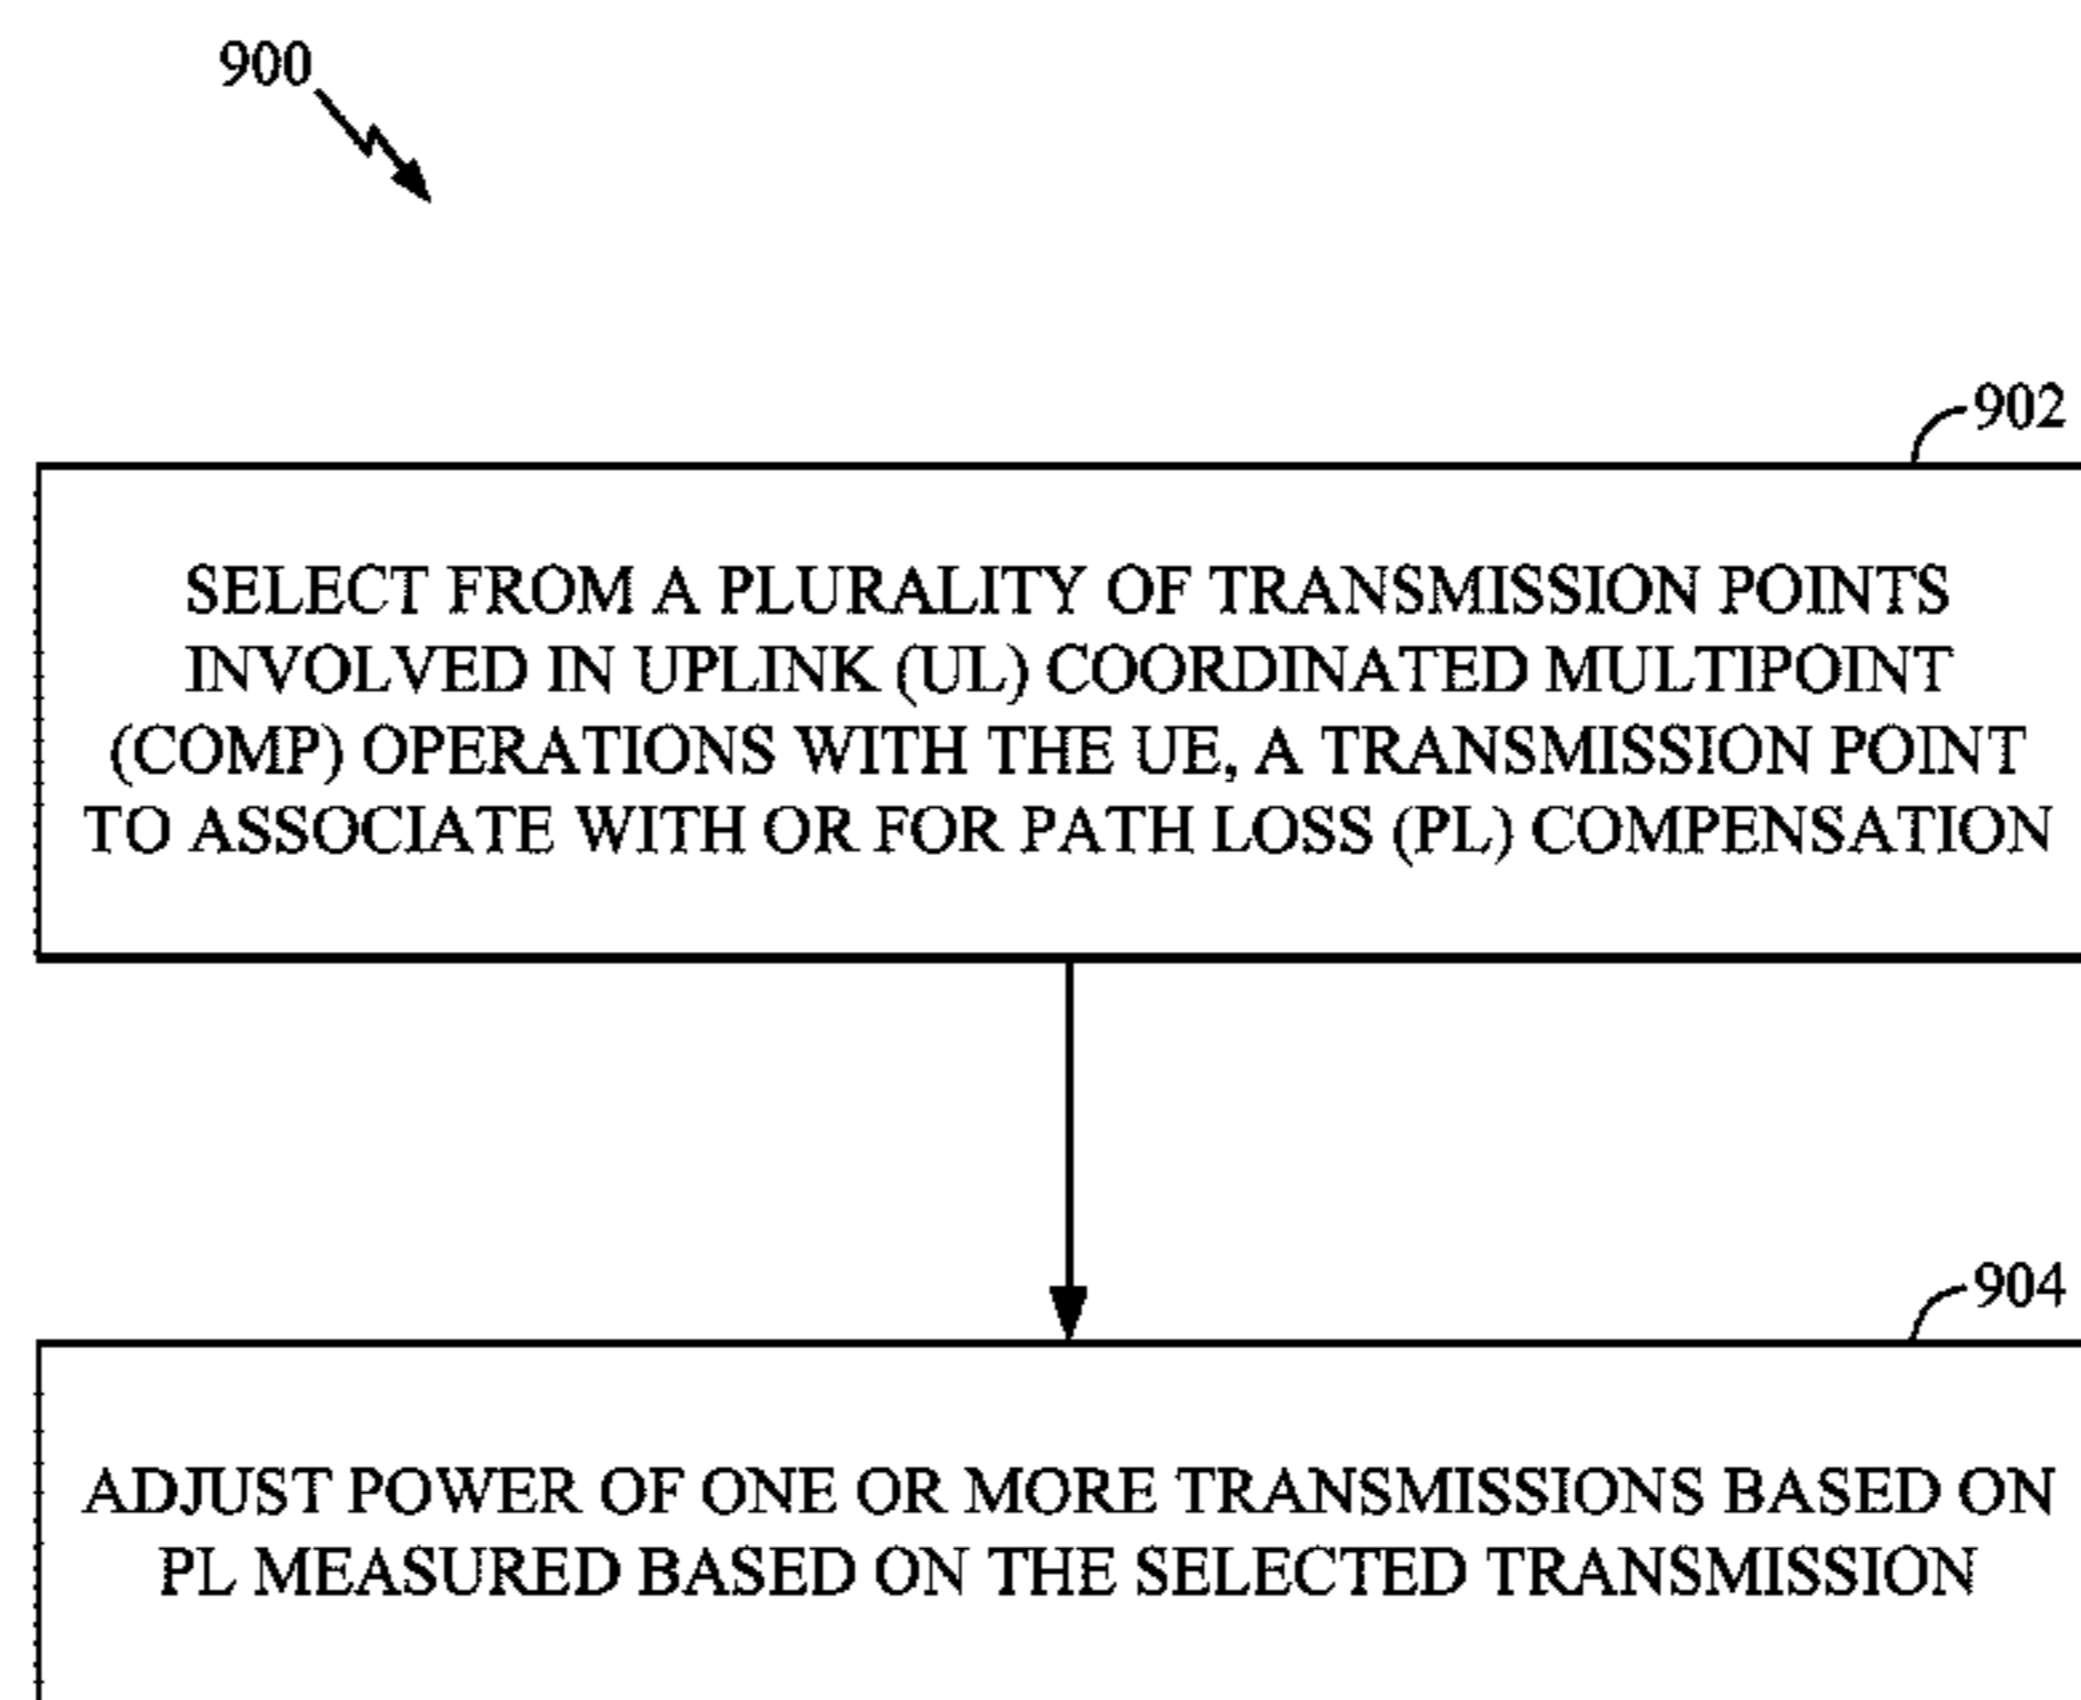 900
902
SELECT FROM A PLURALITY OF TRANSMISSION POINTS
INVOLVED IN UPLINK (UL) COORDINATED MULTIPOINT
(COMP) OPERATIONS WITH THE UE, A TRANSMISSION POINT
TO ASSOCIATE WITH OR FOR PATH LOSS (PL) COMPENSATION
904
ADJUST POWER OF ONE OR MORE TRANSMISSIONS BASED ON
PL MEASURED BASED ON THE SELECTED TRANSMISSION